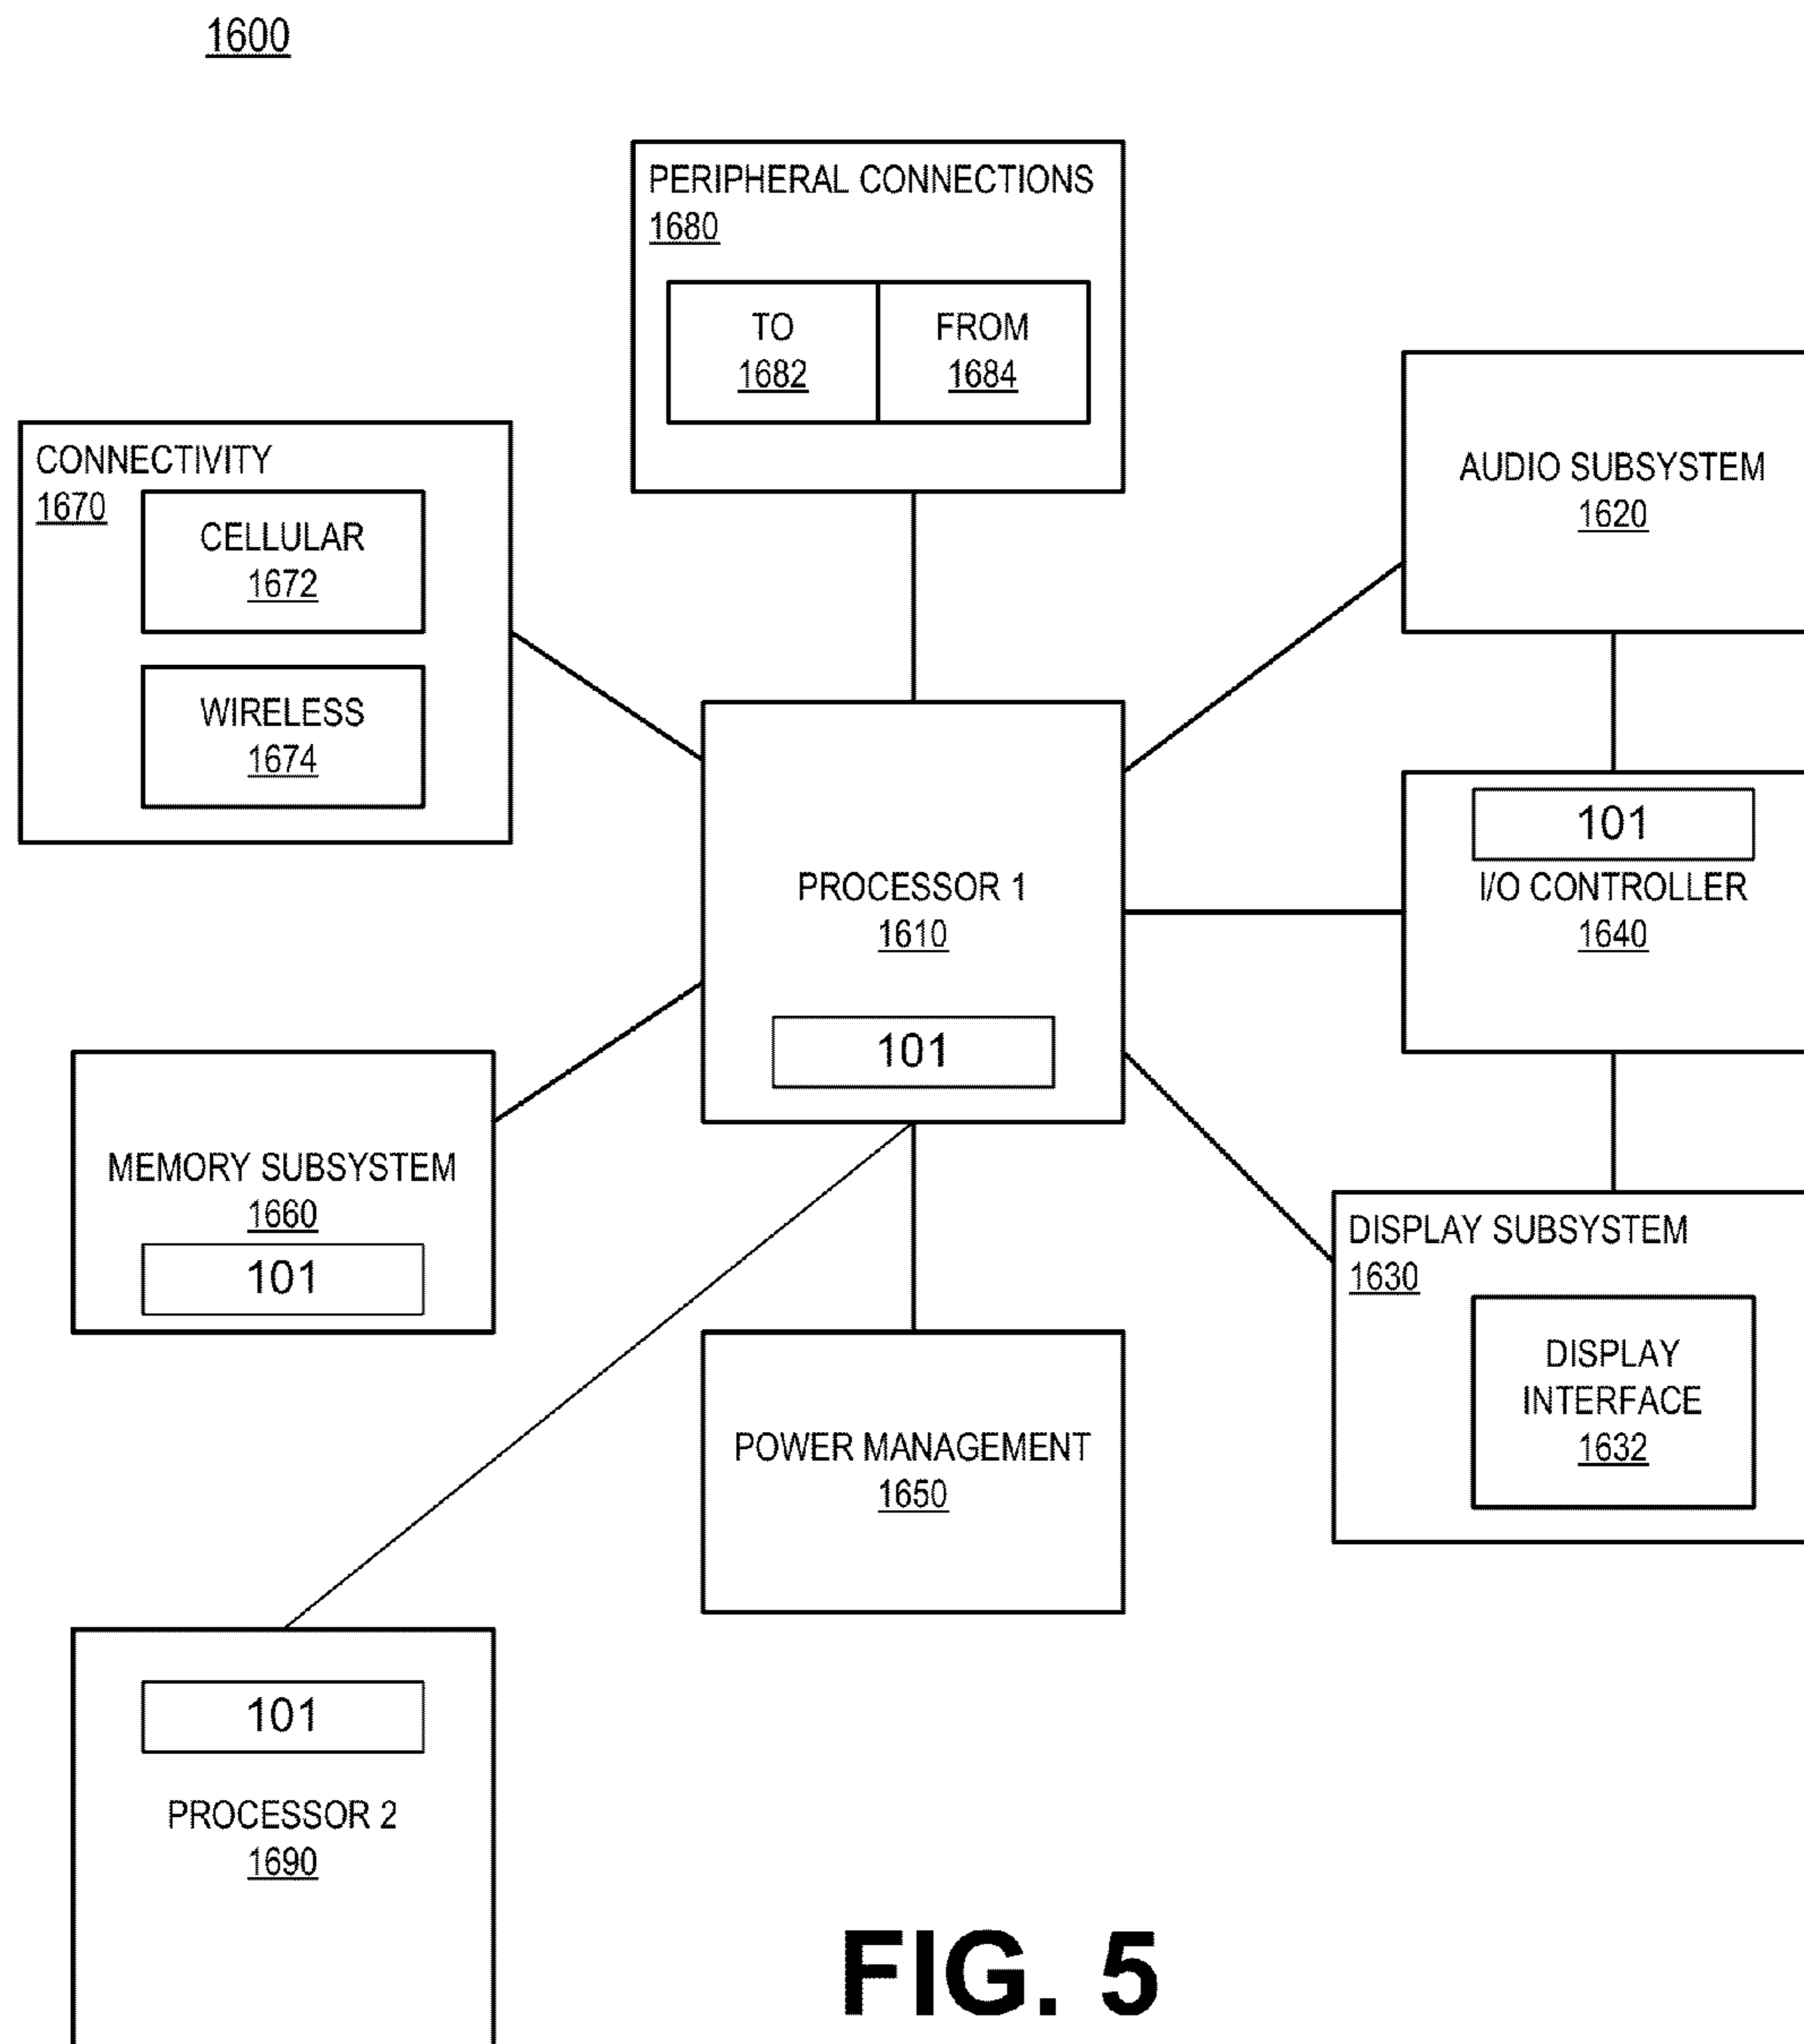 1600
PERIPHERAL CONNECTIONS
1680
TO
1682
FROM
1684
CONNECTIVITY
1670
CELLULAR
1672
WIRELESS
1674
AUDIO SUBSYSTEM
1620
PROCESSOR 1
1610
101
101
I/O CONTROLLER
1640
MEMORY SUBSYSTEM
1660
101
DISPLAY SUBSYSTEM
1630
DISPLAY
INTERFACE
1632
POWER MANAGEMENT
1650
101
PROCESSOR 2
1690
FIG. 5